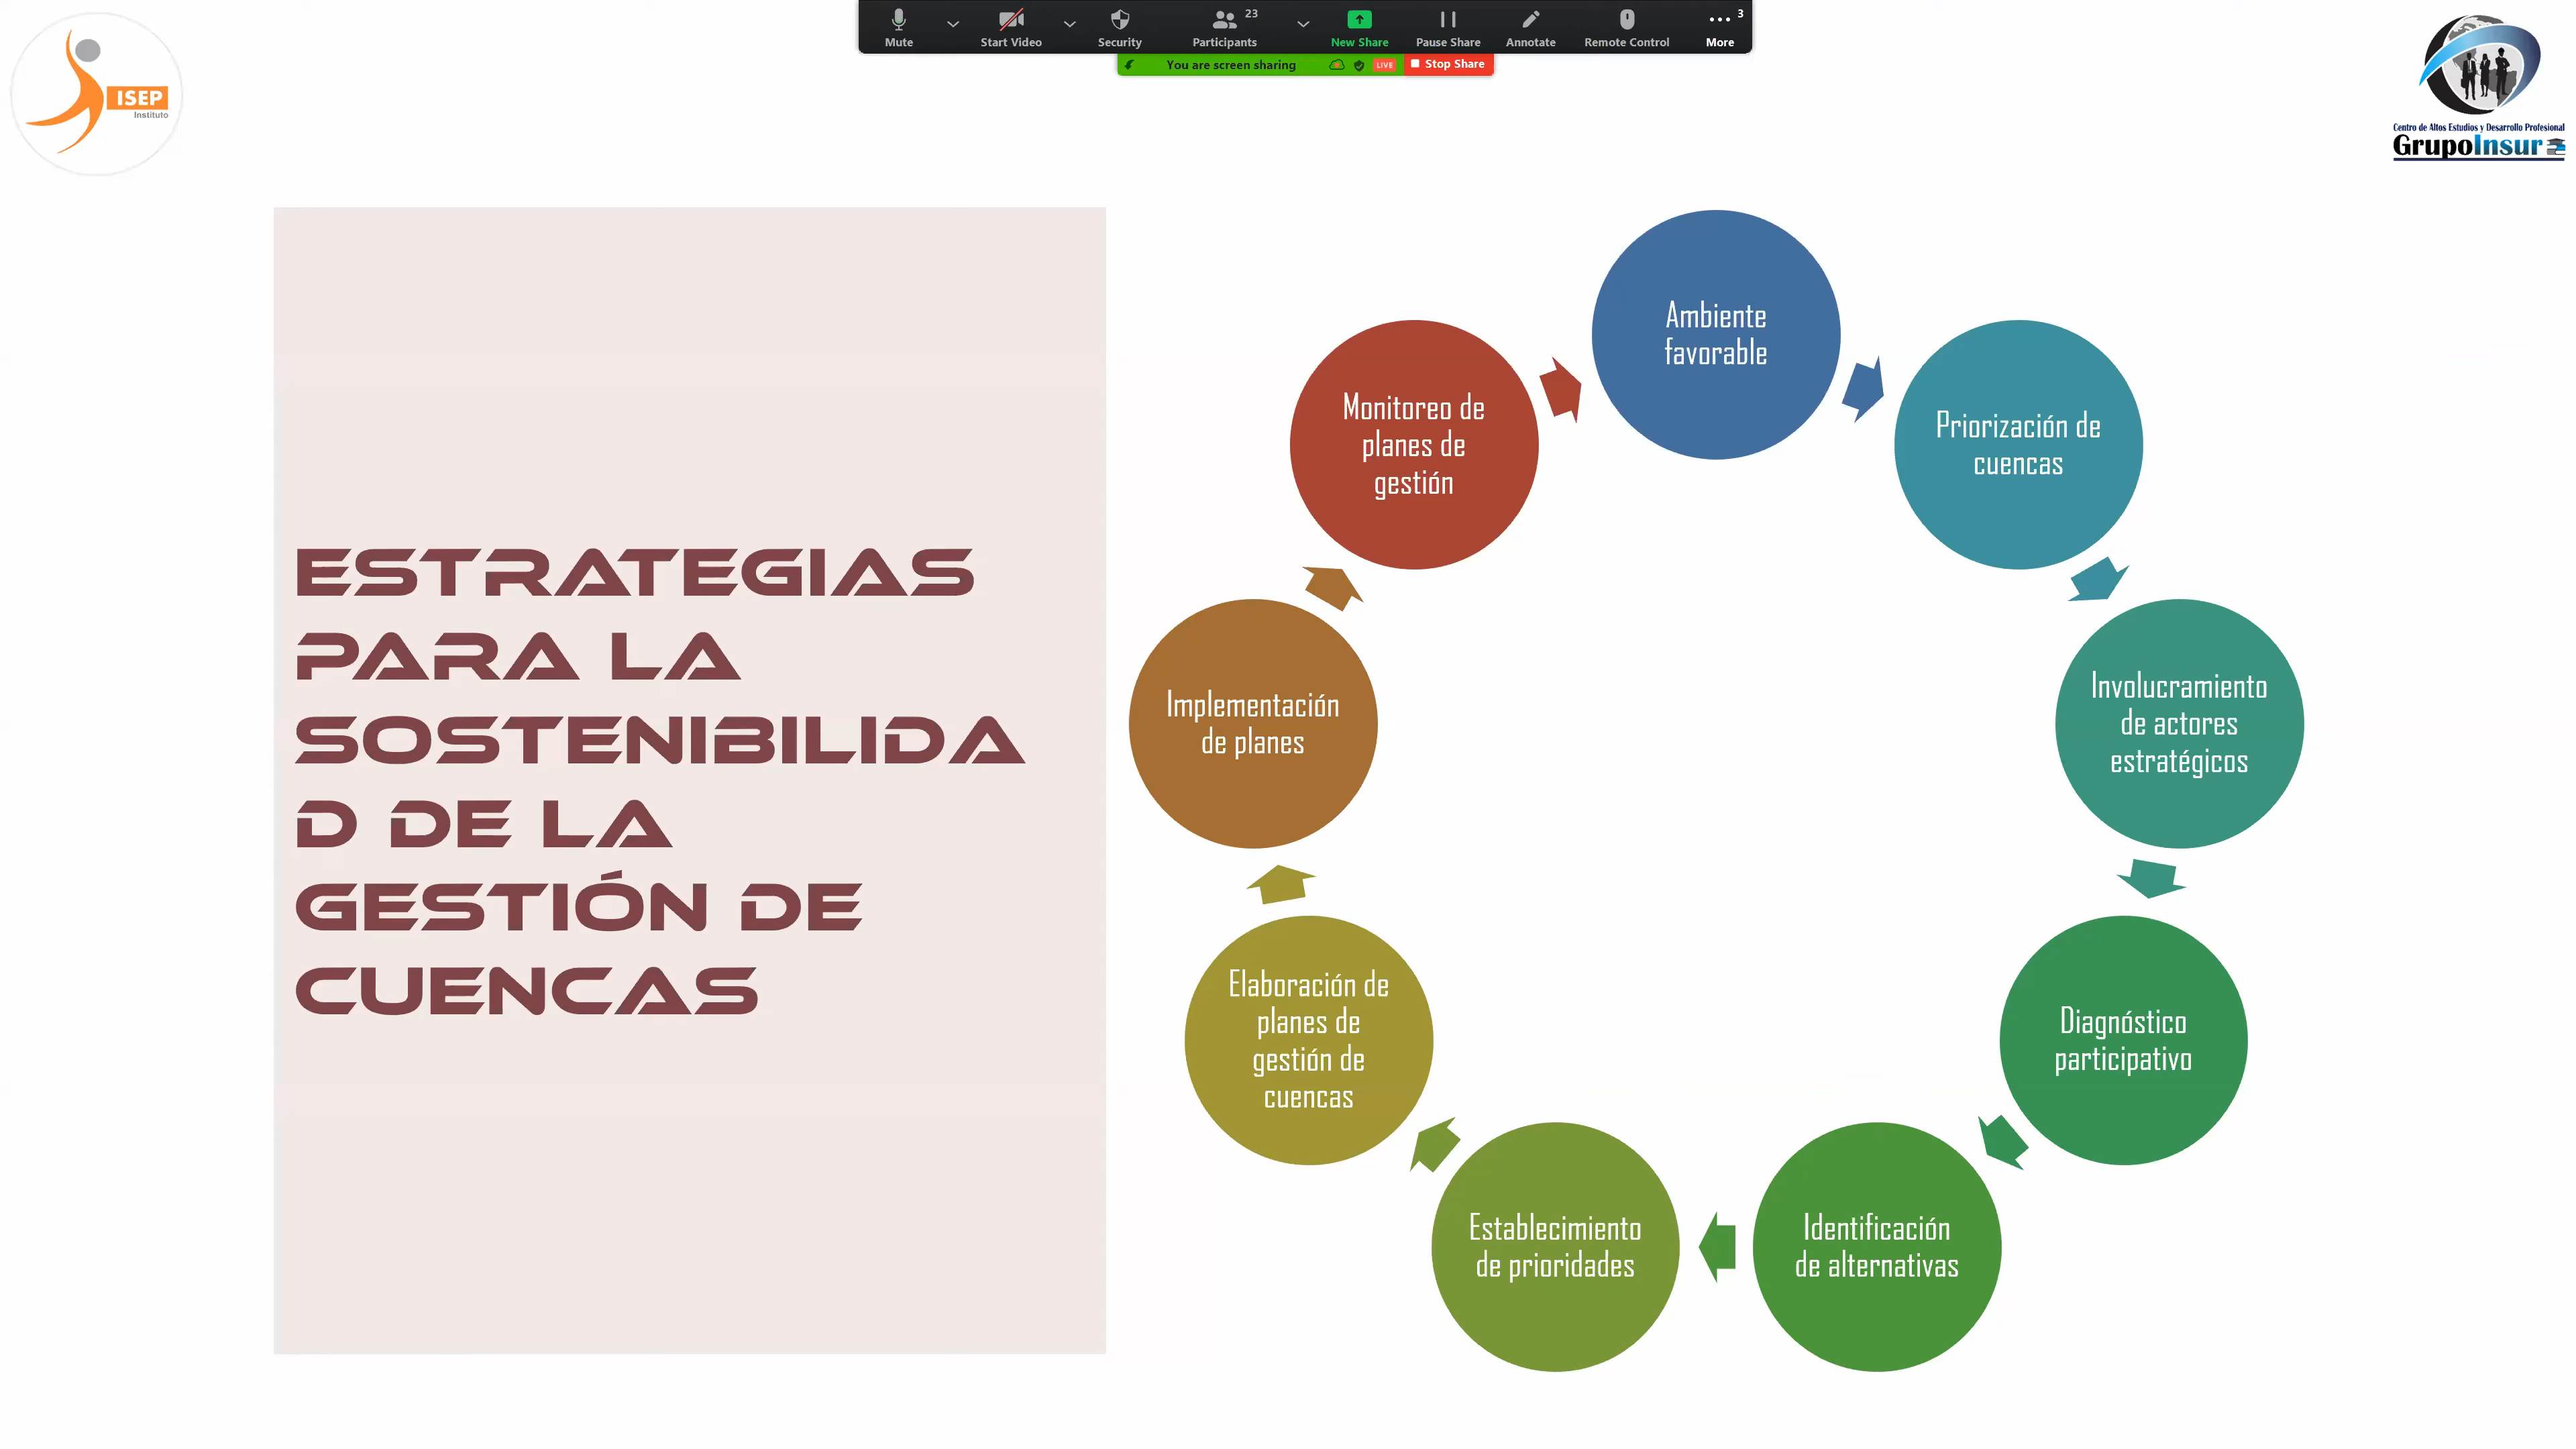 23
3
Mute
Start Video
Security
Participants
New Share
Pause Share
Annotate
Remote Control
More
You are screen sharing
LIVE
Stop Share
ISEP
Instituto
Centro de Altos Estudios y Desarrollo Profesional
GrupoInsur
ESTRATEGIAS
PARA LA
SOSTENIBILIDA
D DE LA
GESTIÓN DE
CUENCAS
Ambiente
favorable
Priorización de
cuencas
Involucramiento
de actores
estratégicos
Diagnóstico
participativo
Identificación
de alternativas
Establecimiento
de prioridades
Elaboración de
planes de
gestión de
cuencas
Implementación
de planes
Monitoreo de
planes de
gestión